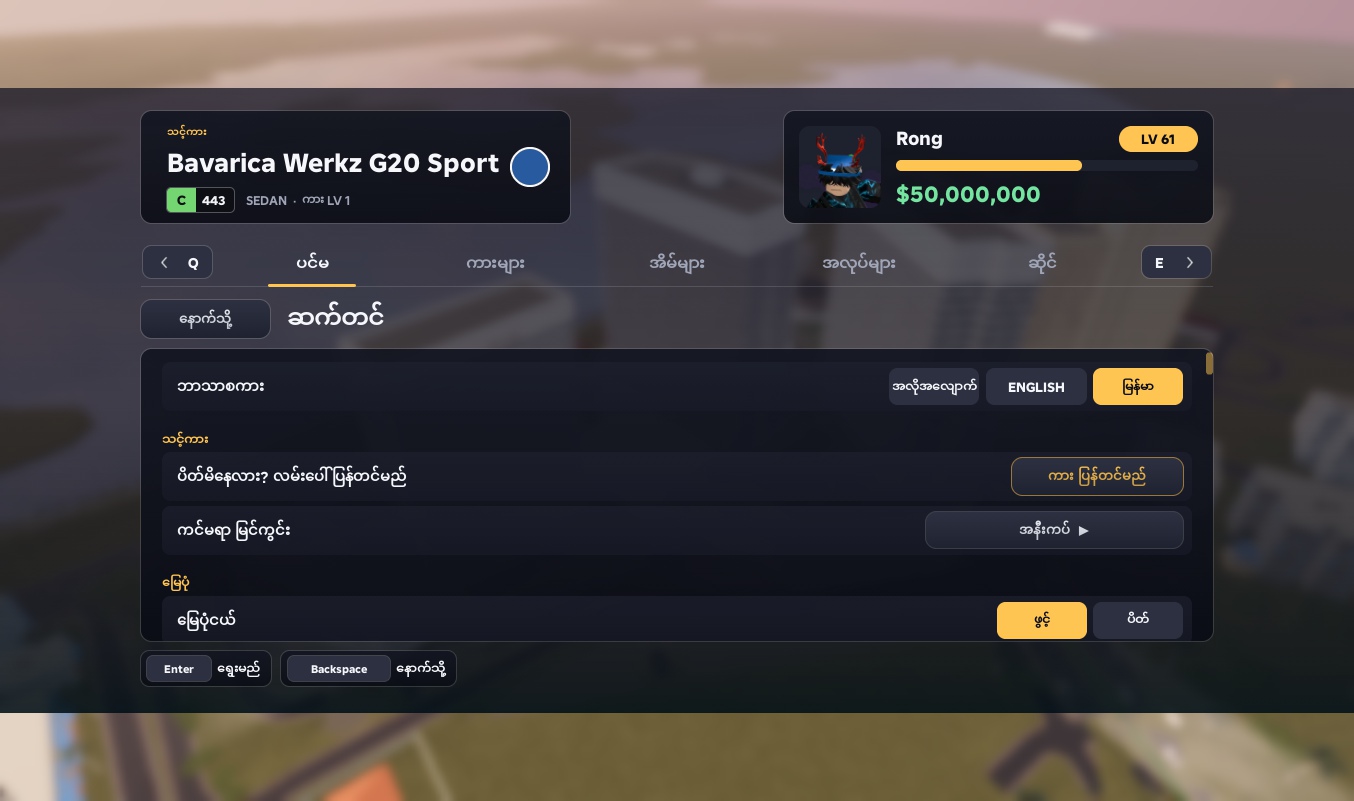 သင့်ကား
Bavarica Werkz G20 Sport
C 443 SEDAN · ကား LV 1
Rong
LV 61
$50,000,000
Q ပင်မ ကားများ အိမ်များ အလုပ်များ ဆိုင် E
နောက်သို့ ဆက်တင်
ဘာသာစကား အလိုအလျောက် ENGLISH မြန်မာ
သင့်ကား
ပိတ်မိနေလား? လမ်းပေါ် ပြန်တင်မည် ကား ပြန်တင်မည်
ကင်မရာ မြင်ကွင်း အနီးကပ် ▶
မြေပုံ
မြေပုံငယ် ဖွင့် ပိတ်
Enter ရွေးမည် Backspace နောက်သို့